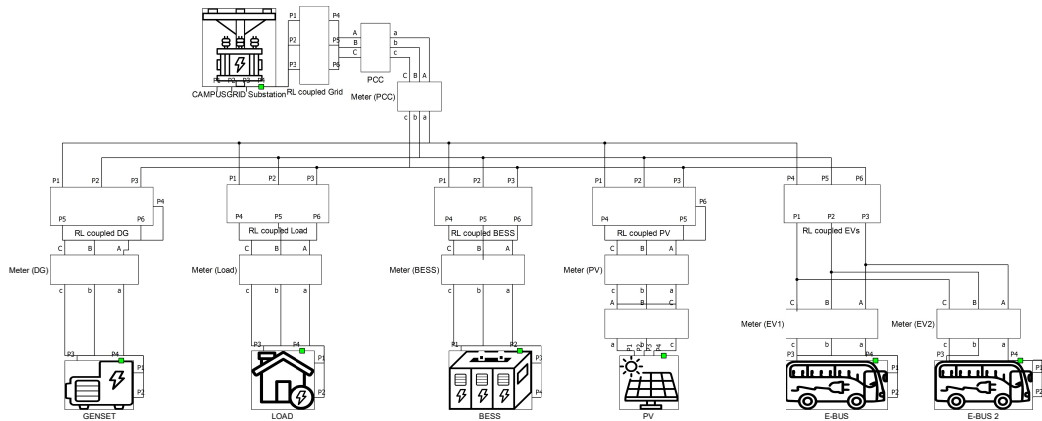 P1 P4
A a
P2 P5 B b
C c
P3 P6
PCC
P1 P2 P3 P4
C B A
CAMPUSGRID Substation RL coupled Grid
Meter (PCC)
c b a
P1 P2 P3 P1 P2 P3 P1 P2 P3 P1 P2 P3 P4 P5 P6
P4 P6
P5 P6 P4 P5 P6 P4 P5 P6 P4 P5 P1 P2 P3
RL coupled DG RL coupled Load RL coupled BESS RL coupled PV RL coupled EVs
C B A C B A C B A C B A
Meter (DG) Meter (Load) Meter (BESS) Meter (PV)
c b a c b a c b a c b a
A B C C B A C B A
Meter (EV1) Meter (EV2)
a b c c b a c b a
P3 P4 P3 P4 P1 P2 P1 P2 P3 P4 P3 P4 P3 P4
P1 P1 P3 P1 P1
P2 P2 P4 P2 P2
GENSET LOAD BESS PV E-BUS E-BUS 2